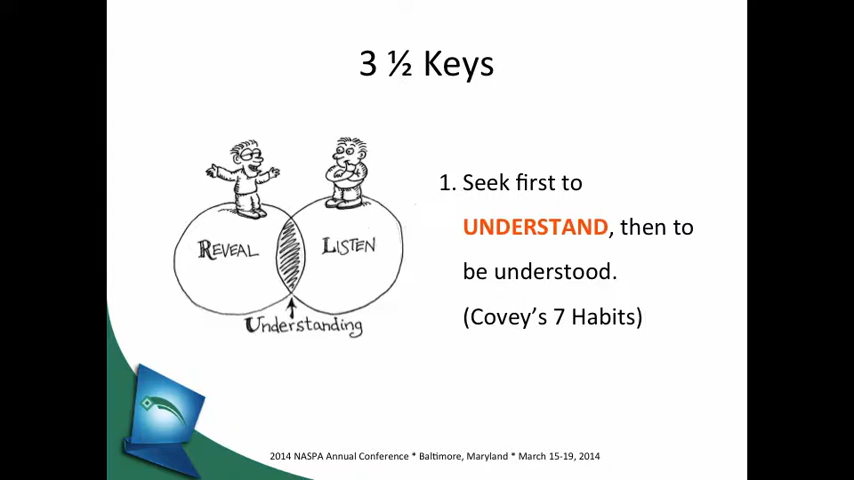 3 ½ Keys
REVEAL
LISTEN
Understanding
1. Seek first to
UNDERSTAND, then to
be understood.
(Covey’s 7 Habits)
2014 NASPA Annual Conference * Baltimore, Maryland * March 15-19, 2014